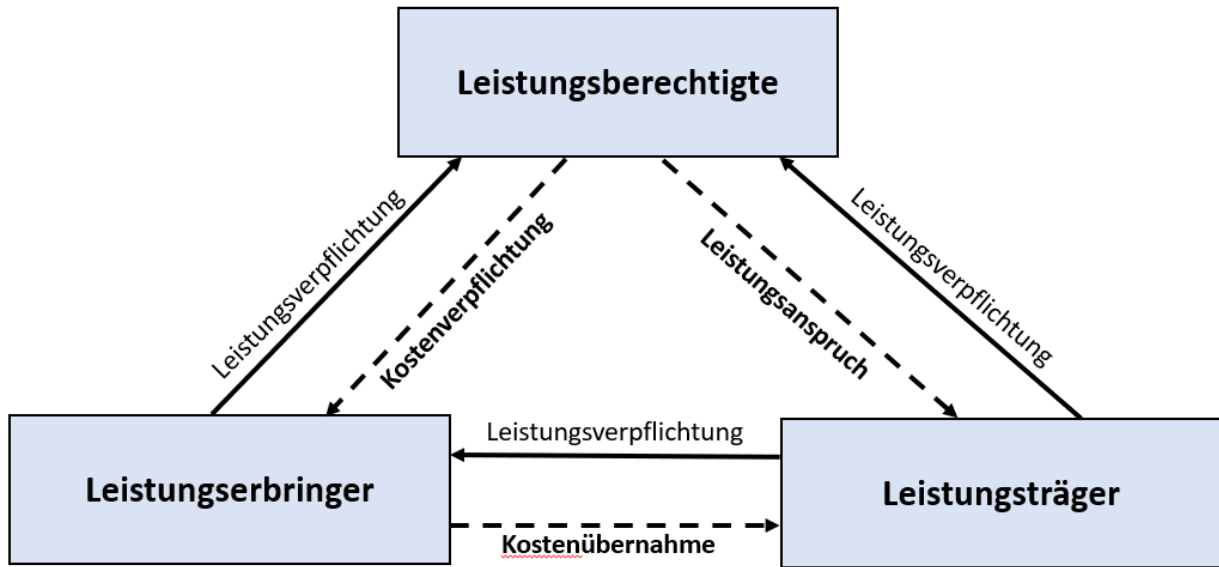 Leistungsberechtigte
Leistungsverpflichtung
Kostenverpflichtung
Leistungsanspruch
Leistungsverpflichtung
Leistungserbringer
Leistungsverpflichtung
Kostenübernahme
Leistungsträger